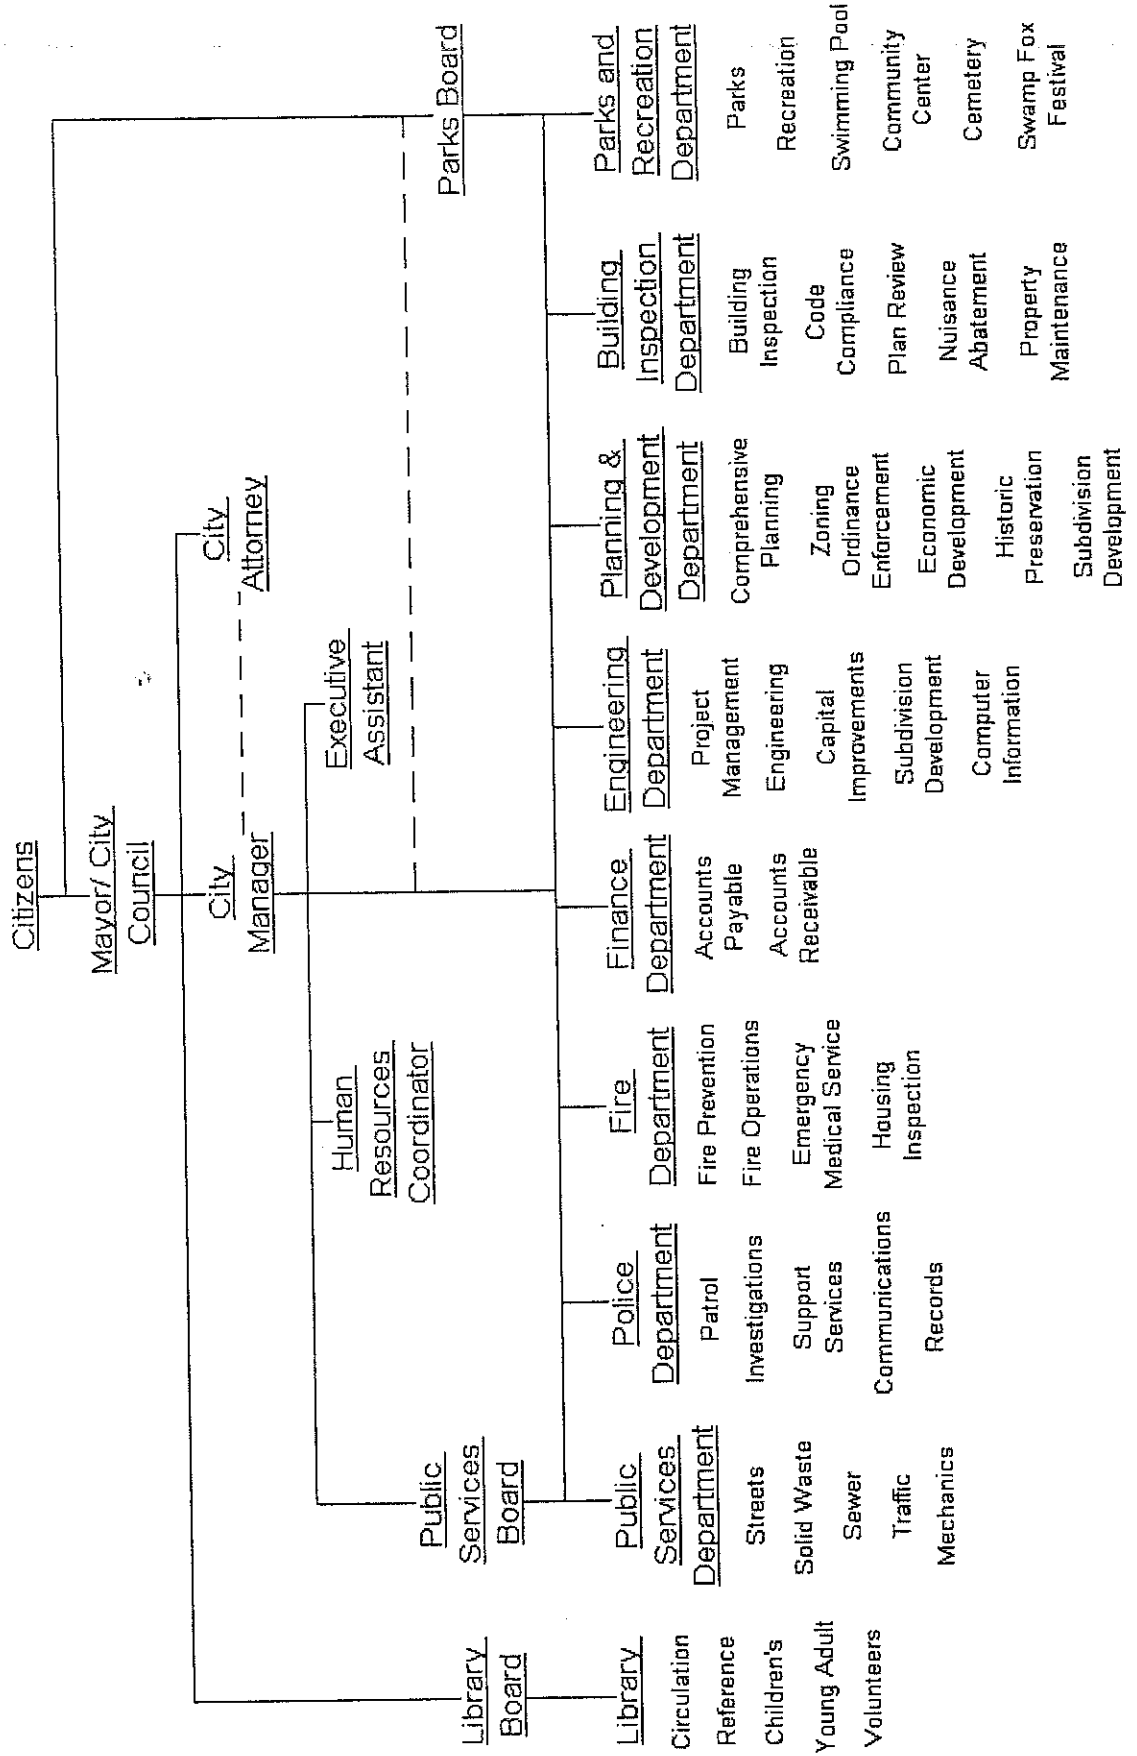 Citizens
Mayor/ City
Council
City
Manager
City
Attorney
Human
Resources
Coordinator
Executive
Assistant
Library
Board
Public
Services
Board
Parks Board
Library
Circulation
Reference
Children's
Young Adult
Volunteers
Public
Services
Department
Streets
Solid Waste
Sewer
Traffic
Mechanics
Police
Department
Patrol
Investigations
Support
Services
Communications
Records
Fire
Department
Fire Prevention
Fire Operations
Emergency
Medical Service
Housing
Inspection
Finance
Department
Accounts
Payable
Accounts
Receivable
Engineering
Department
Project
Management
Engineering
Capital
Improvements
Subdivision
Development
Computer
Information
Planning &
Development
Department
Comprehensive
Planning
Zoning
Ordinance
Enforcement
Economic
Development
Historic
Preservation
Subdivision
Development
Building
Inspection
Department
Building
Inspection
Code
Compliance
Plan Review
Nuisance
Abatement
Property
Maintenance
Parks and
Recreation
Department
Parks
Recreation
Swimming Pool
Community
Center
Cemetery
Swamp Fox
Festival